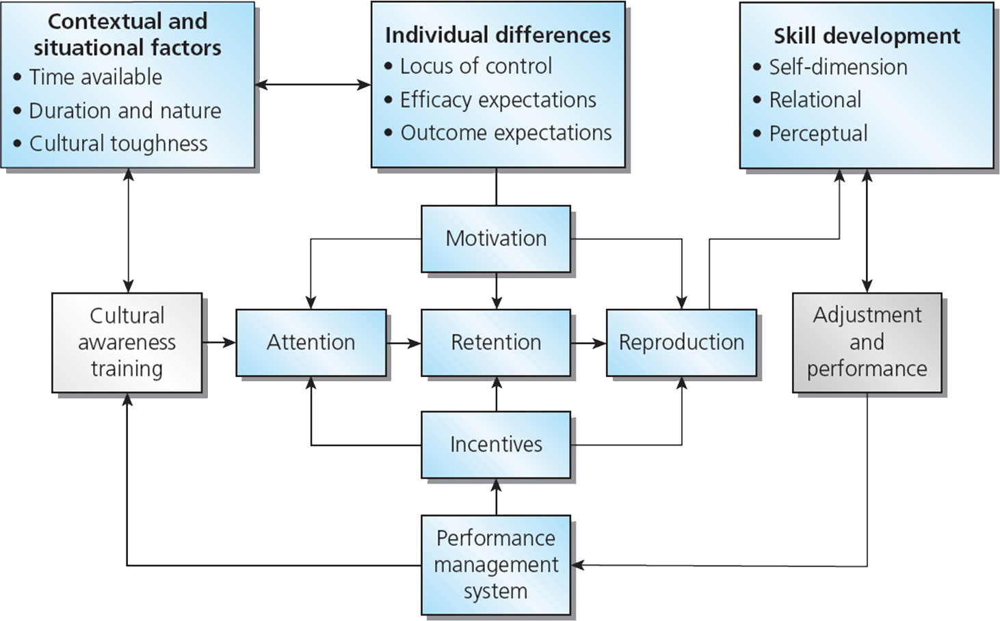 Contextual and
situational factors
• Time available
• Duration and nature
• Cultural toughness
Individual differences
• Locus of control
• Efficacy expectations
• Outcome expectations
Skill development
• Self-dimension
• Relational
• Perceptual
Motivation
Cultural
awareness
training
Attention
Retention
Reproduction
Adjustment
and
performance
Incentives
Performance
management
system